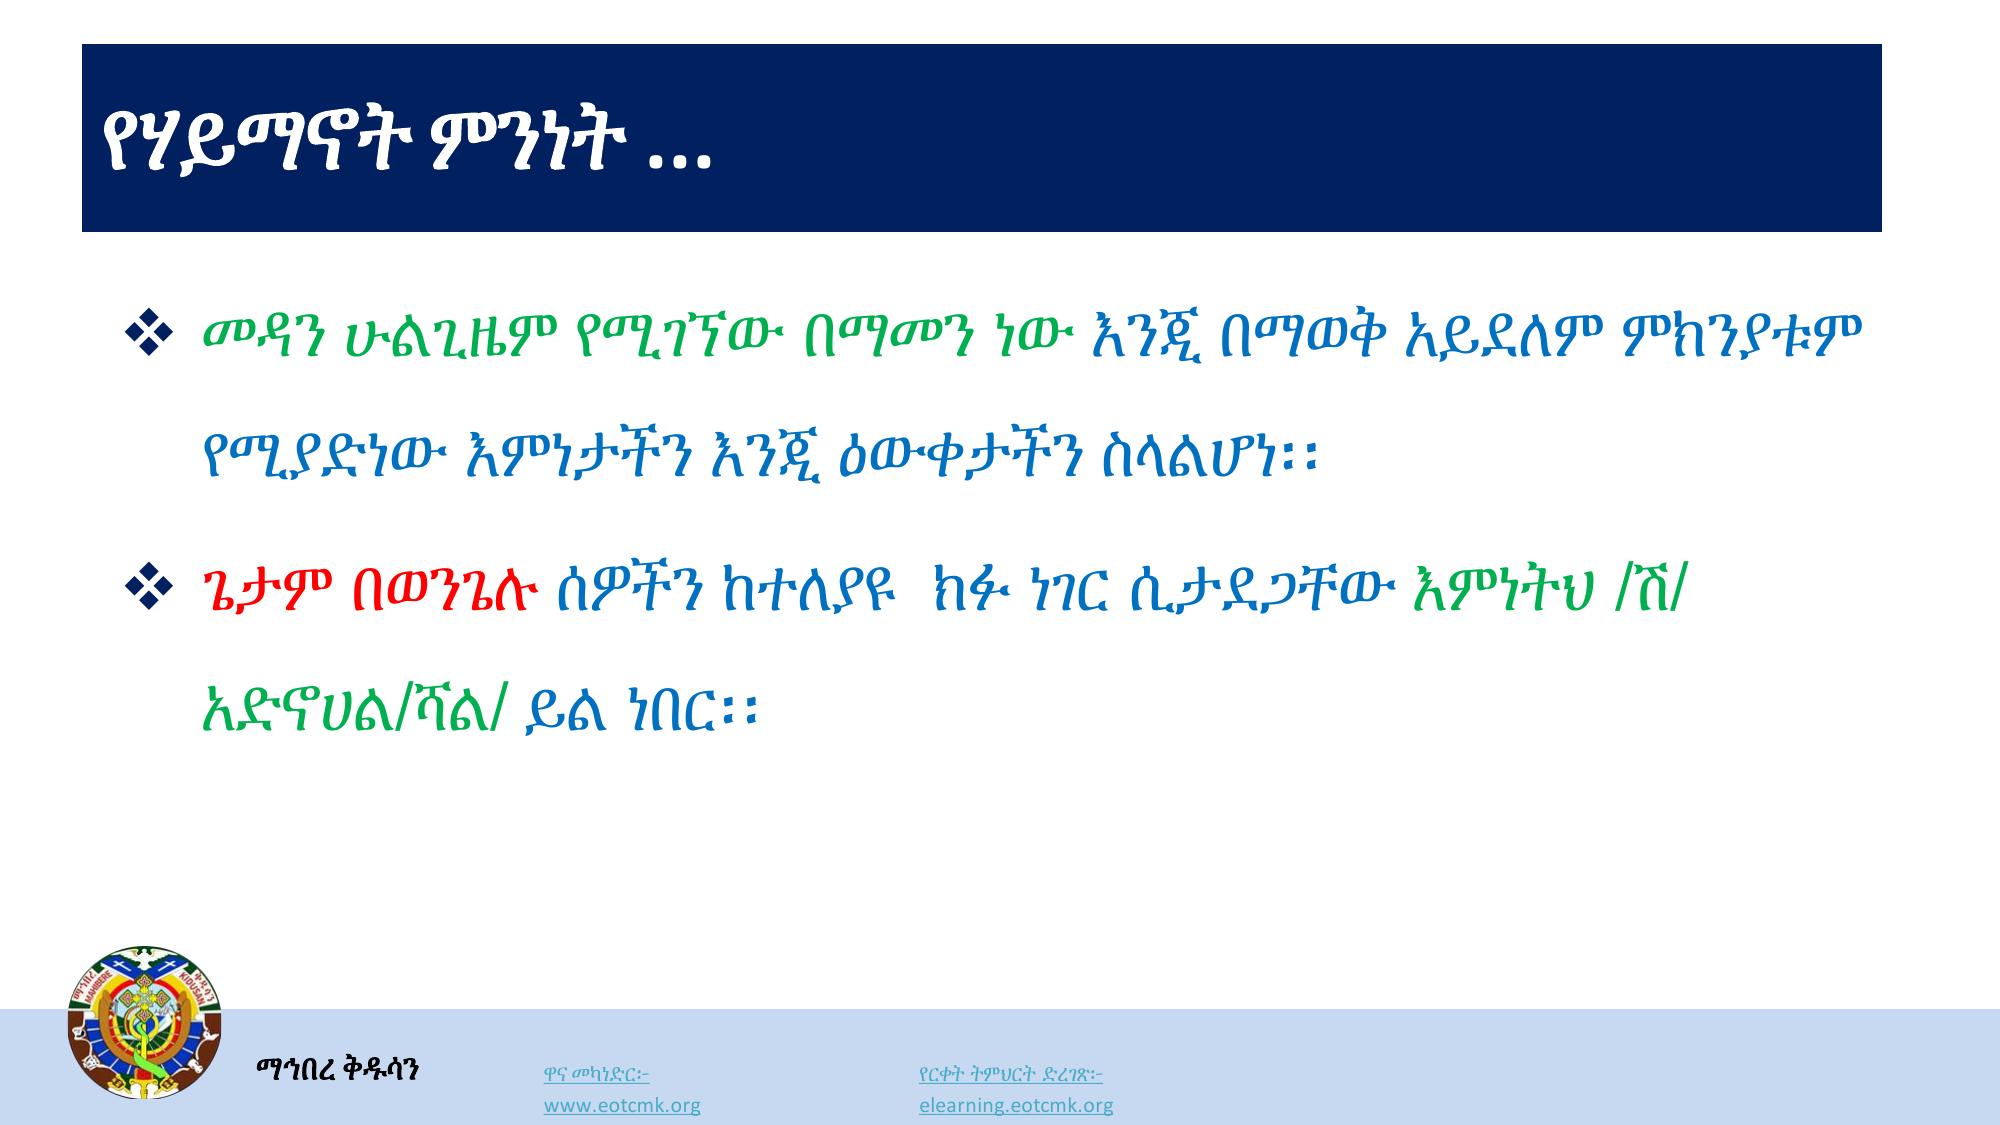 የሃይማኖት ምንነት …
❖ መዳን ሁልጊዜም የሚገኘው በማመን ነው እንጂ በማወቅ አይደለም ምክንያቱም
የሚያድነው እምነታችን እንጂ ዕውቀታችን ስላልሆነ፡፡
❖ ጌታም በወንጌሉ ሰዎችን ከተለያዩ ክፉ ነገር ሲታደጋቸው እምነትህ /ሽ/
አድኖሀል/ሻል/ ይል ነበር፡፡
ማኅበረ ቅዱሳን
MAHIBERE KIDUSAN
ማኅበረ ቅዱሳን
ዋና መካነድር፡-
www.eotcmk.org
የርቀት ትምህርት ድረገጽ፡-
elearning.eotcmk.org